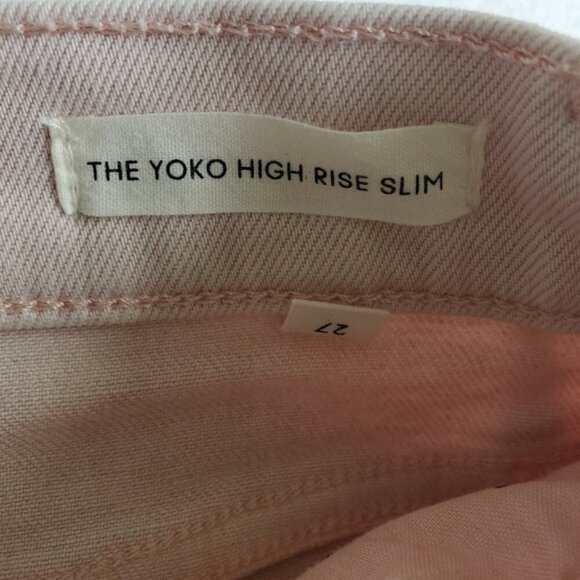 THE YOKO HIGH RISE SLIM
27